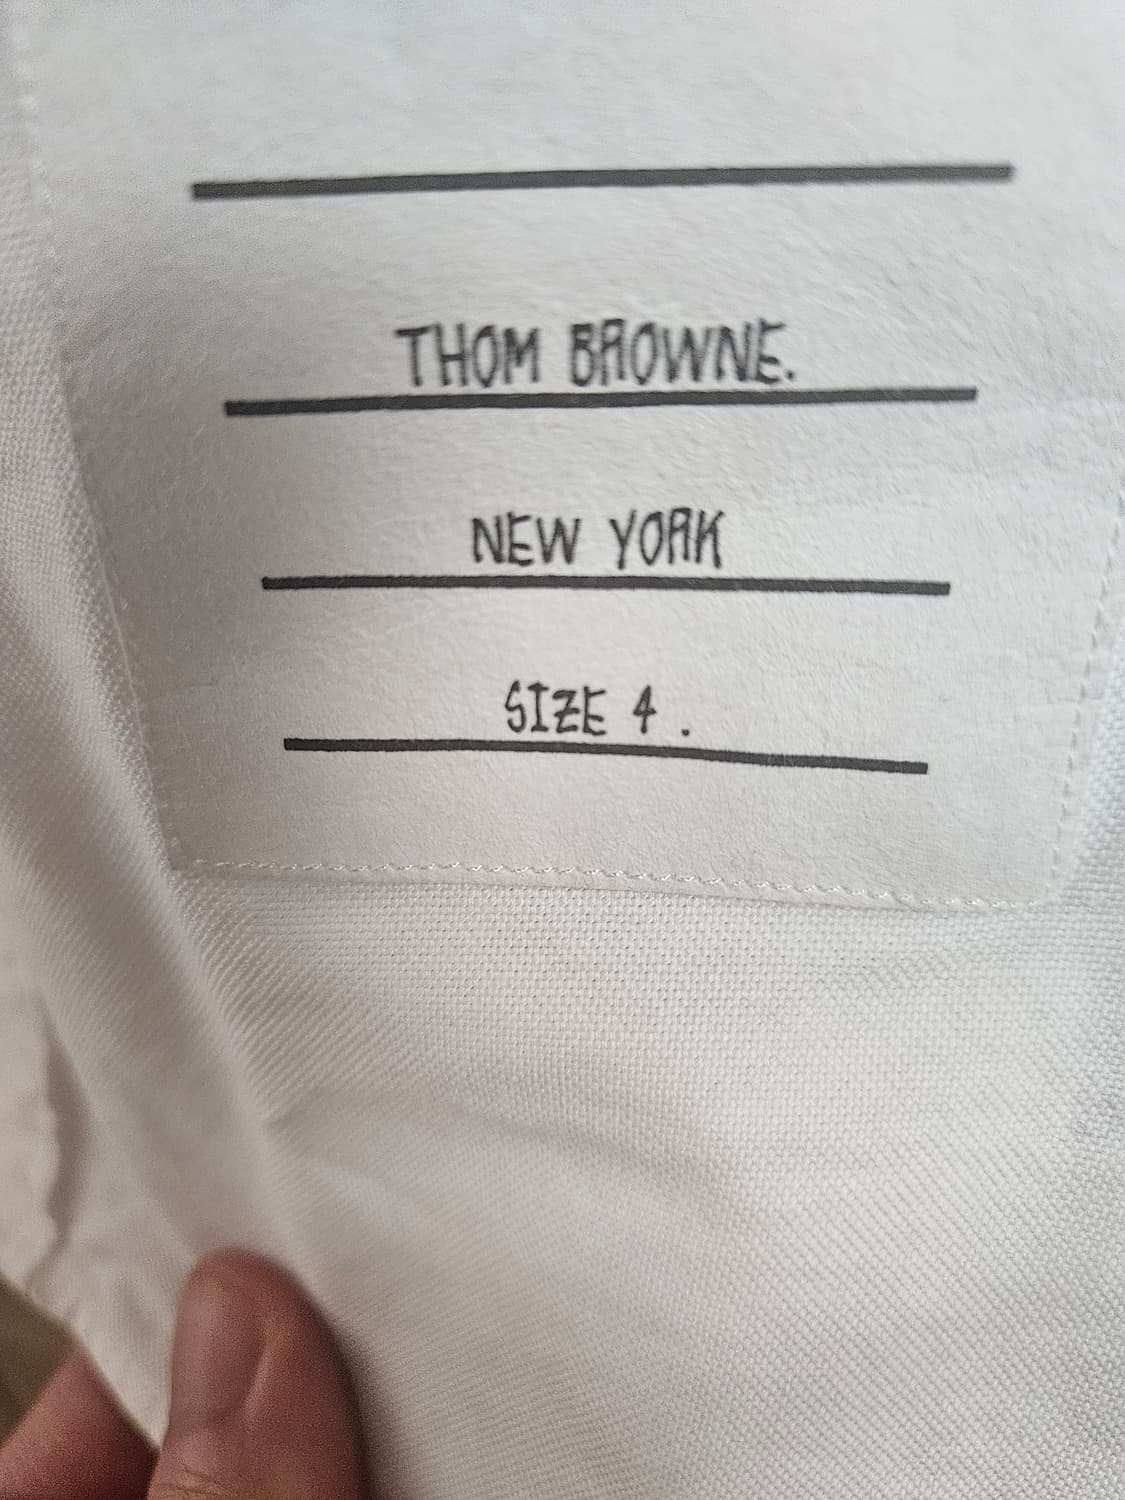 THOM BROWNE.
NEW YORK
SIZE 4 .